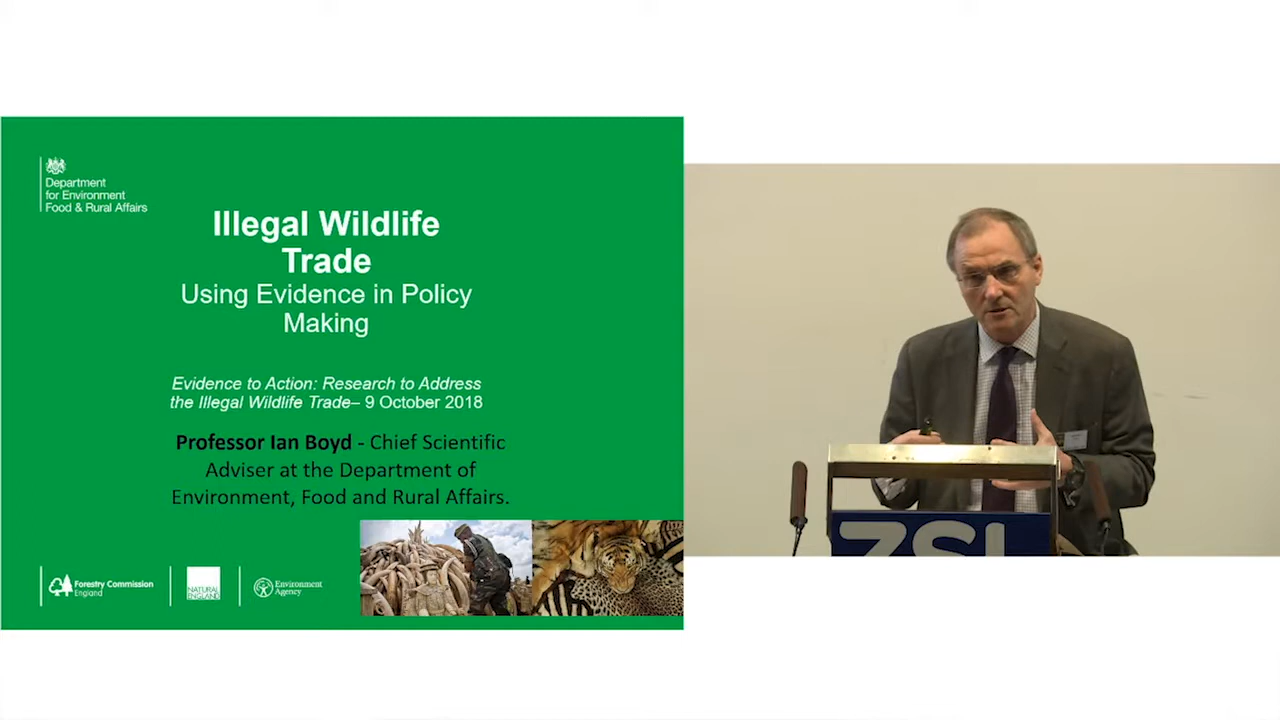 Department
for Environment
Food & Rural Affairs
Illegal Wildlife
Trade
Using Evidence in Policy
Making
Evidence to Action: Research to Address
the Illegal Wildlife Trade– 9 October 2018
Professor Ian Boyd - Chief Scientific
Adviser at the Department of
Environment, Food and Rural Affairs.
Forestry Commission
England
NATURAL
ENGLAND
Environment
Agency
ZSL